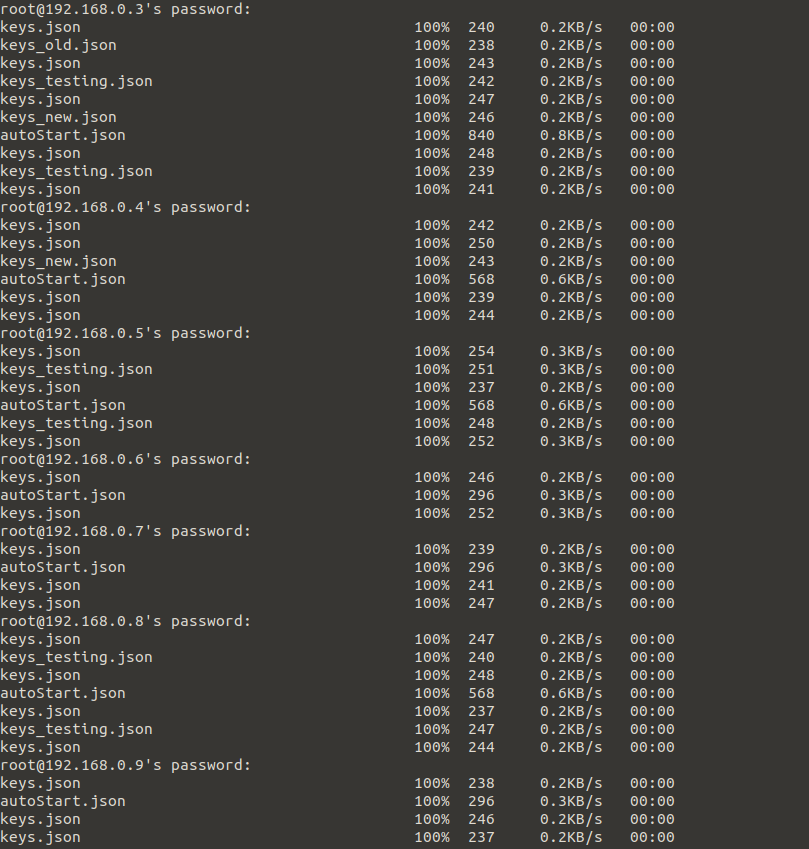 root@192.168.0.3's password:
keys.json 100% 240 0.2KB/s 00:00
keys_old.json 100% 238 0.2KB/s 00:00
keys.json 100% 243 0.2KB/s 00:00
keys_testing.json 100% 242 0.2KB/s 00:00
keys.json 100% 247 0.2KB/s 00:00
keys_new.json 100% 246 0.2KB/s 00:00
autoStart.json 100% 840 0.8KB/s 00:00
keys.json 100% 248 0.2KB/s 00:00
keys_testing.json 100% 239 0.2KB/s 00:00
keys.json 100% 241 0.2KB/s 00:00
root@192.168.0.4's password:
keys.json 100% 242 0.2KB/s 00:00
keys.json 100% 250 0.2KB/s 00:00
keys_new.json 100% 243 0.2KB/s 00:00
autoStart.json 100% 568 0.6KB/s 00:00
keys.json 100% 239 0.2KB/s 00:00
keys.json 100% 244 0.2KB/s 00:00
root@192.168.0.5's password:
keys.json 100% 254 0.3KB/s 00:00
keys_testing.json 100% 251 0.3KB/s 00:00
keys.json 100% 237 0.2KB/s 00:00
autoStart.json 100% 568 0.6KB/s 00:00
keys_testing.json 100% 248 0.2KB/s 00:00
keys.json 100% 252 0.3KB/s 00:00
root@192.168.0.6's password:
keys.json 100% 246 0.2KB/s 00:00
autoStart.json 100% 296 0.3KB/s 00:00
keys.json 100% 252 0.3KB/s 00:00
root@192.168.0.7's password:
keys.json 100% 239 0.2KB/s 00:00
autoStart.json 100% 296 0.3KB/s 00:00
keys.json 100% 241 0.2KB/s 00:00
keys.json 100% 247 0.2KB/s 00:00
root@192.168.0.8's password:
keys.json 100% 247 0.2KB/s 00:00
keys_testing.json 100% 240 0.2KB/s 00:00
keys.json 100% 248 0.2KB/s 00:00
autoStart.json 100% 568 0.6KB/s 00:00
keys.json 100% 237 0.2KB/s 00:00
keys_testing.json 100% 247 0.2KB/s 00:00
keys.json 100% 244 0.2KB/s 00:00
root@192.168.0.9's password:
keys.json 100% 238 0.2KB/s 00:00
autoStart.json 100% 296 0.3KB/s 00:00
keys.json 100% 246 0.2KB/s 00:00
keys.json 100% 237 0.2KB/s 00:00